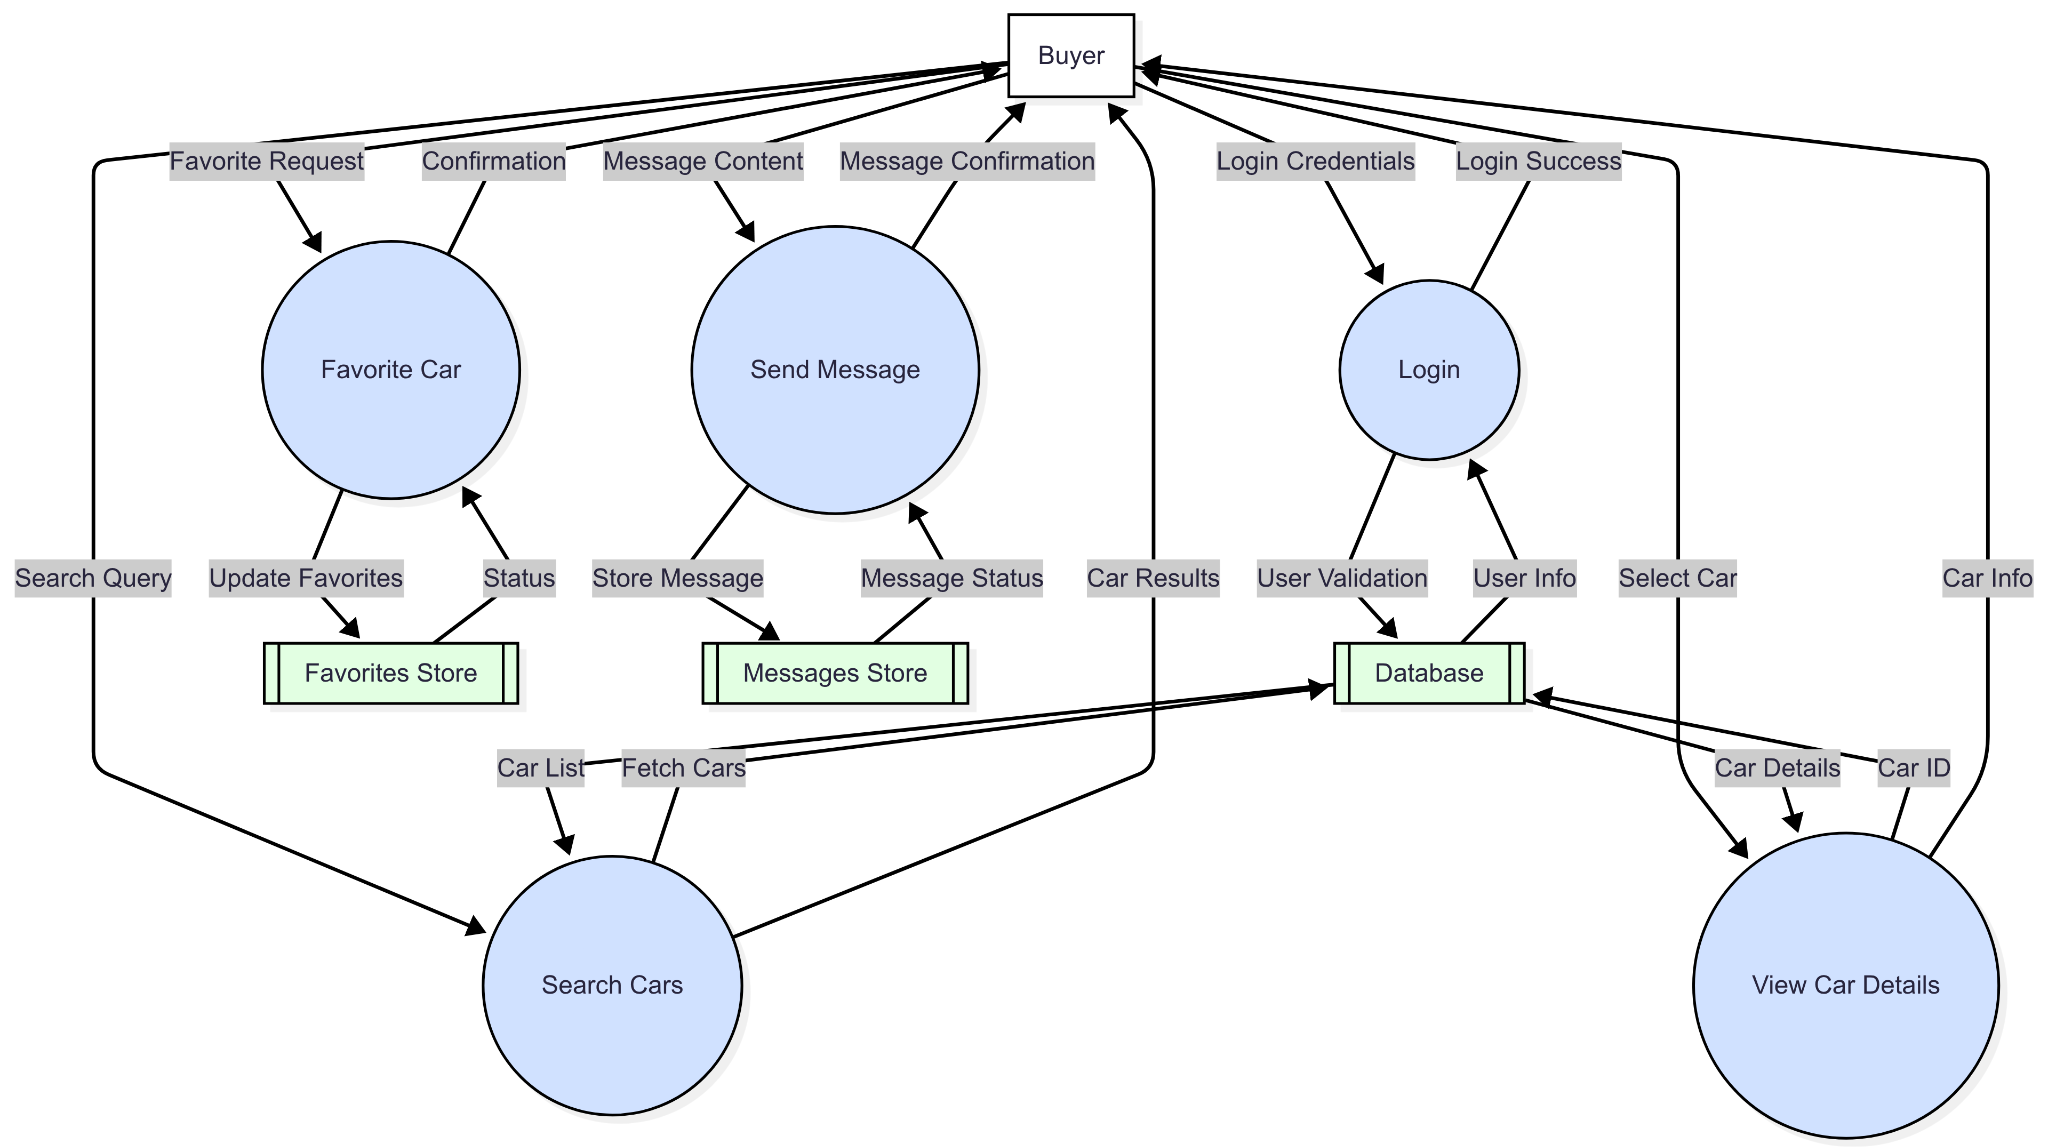 Buyer
Favorite Request
Confirmation
Message Content
Message Confirmation
Login Credentials
Login Success
Favorite Car
Send Message
Login
Search Query
Update Favorites
Status
Store Message
Message Status
Car Results
User Validation
User Info
Select Car
Car Info
Favorites Store
Messages Store
Database
Car List
Fetch Cars
Car Details
Car ID
Search Cars
View Car Details